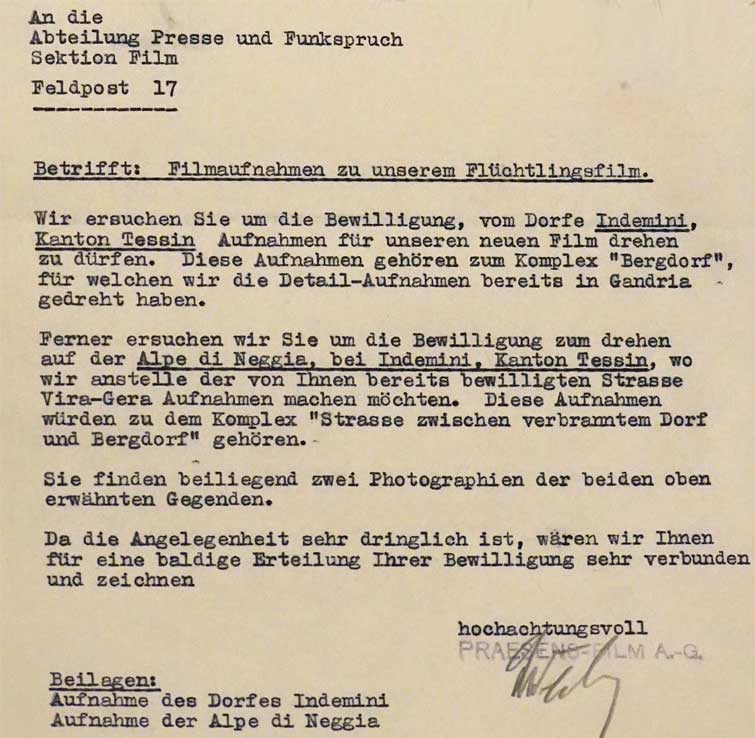 An die
Abteilung Presse und Funkspruch
Sektion Film
Feldpost 17
Betrifft: Filmaufnahmen zu unserem Flüchtlingsfilm.
Wir ersuchen Sie um die Bewilligung, vom Dorfe Indemini,
Kanton Tessin Aufnahmen für unseren neuen Film drehen
zu dürfen. Diese Aufnahmen gehören zum Komplex "Bergdorf",
für welchen wir die Detail-Aufnahmen bereits in Gandria
gedreht haben.
Ferner ersuchen wir Sie um die Bewilligung zum drehen
auf der Alpe di Neggia, bei Indemini, Kanton Tessin, wo
wir anstelle der von Ihnen bereits bewilligten Strasse
Vira-Gera Aufnahmen machen möchten. Diese Aufnahmen
würden zu dem Komplex "Strasse zwischen verbranntem Dorf
und Bergdorf" gehören.
Sie finden beiliegend zwei Photographien der beiden oben
erwähnten Gegenden.
Da die Angelegenheit sehr dringlich ist, wären wir Ihnen
für eine baldige Erteilung Ihrer Bewilligung sehr verbunden
und zeichnen
hochachtungsvoll
PRAESENS-FILM A.-G.
Beilagen:
Aufnahme des Dorfes Indemini
Aufnahme der Alpe di Neggia